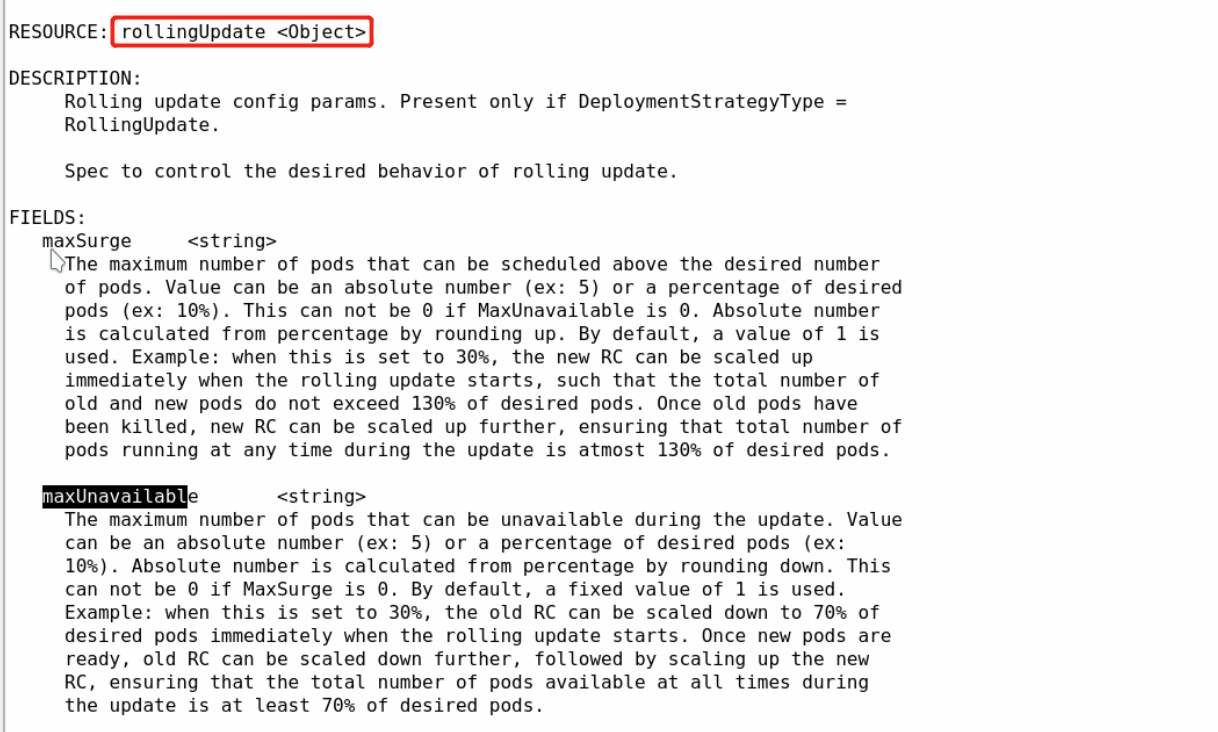 RESOURCE: rollingUpdate <Object>
DESCRIPTION:
Rolling update config params. Present only if DeploymentStrategyType =
RollingUpdate.
Spec to control the desired behavior of rolling update.
FIELDS:
maxSurge <string>
The maximum number of pods that can be scheduled above the desired number
of pods. Value can be an absolute number (ex: 5) or a percentage of desired
pods (ex: 10%). This can not be 0 if MaxUnavailable is 0. Absolute number
is calculated from percentage by rounding up. By default, a value of 1 is
used. Example: when this is set to 30%, the new RC can be scaled up
immediately when the rolling update starts, such that the total number of
old and new pods do not exceed 130% of desired pods. Once old pods have
been killed, new RC can be scaled up further, ensuring that total number of
pods running at any time during the update is atmost 130% of desired pods.
maxUnavailable <string>
The maximum number of pods that can be unavailable during the update. Value
can be an absolute number (ex: 5) or a percentage of desired pods (ex:
10%). Absolute number is calculated from percentage by rounding down. This
can not be 0 if MaxSurge is 0. By default, a fixed value of 1 is used.
Example: when this is set to 30%, the old RC can be scaled down to 70% of
desired pods immediately when the rolling update starts. Once new pods are
ready, old RC can be scaled down further, followed by scaling up the new
RC, ensuring that the total number of pods available at all times during
the update is at least 70% of desired pods.